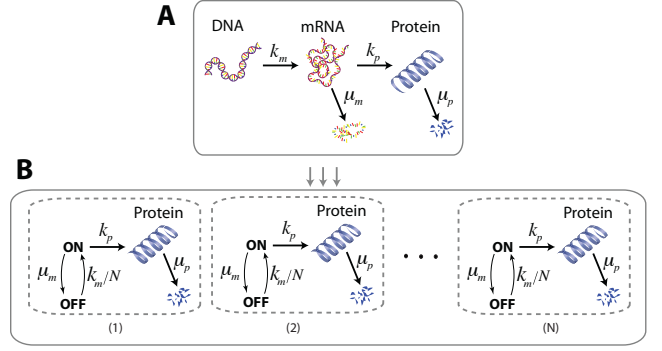 A
DNA
mRNA
Protein
k_m
k_p
μ_m
μ_p
B
Protein
ON
k_p
μ_m
k_m/N
μ_p
OFF
(1)
Protein
ON
k_p
μ_m
k_m/N
μ_p
OFF
(2)
• • •
Protein
ON
k_p
μ_m
k_m/N
μ_p
OFF
(N)